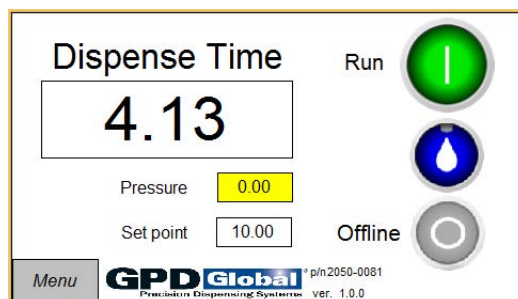 Dispense Time
Run
4.13
Pressure 0.00
Set point 10.00
Offline
Menu
GPD Global®
Precision Dispensing Systems
p/n2050-0081
ver. 1.0.0